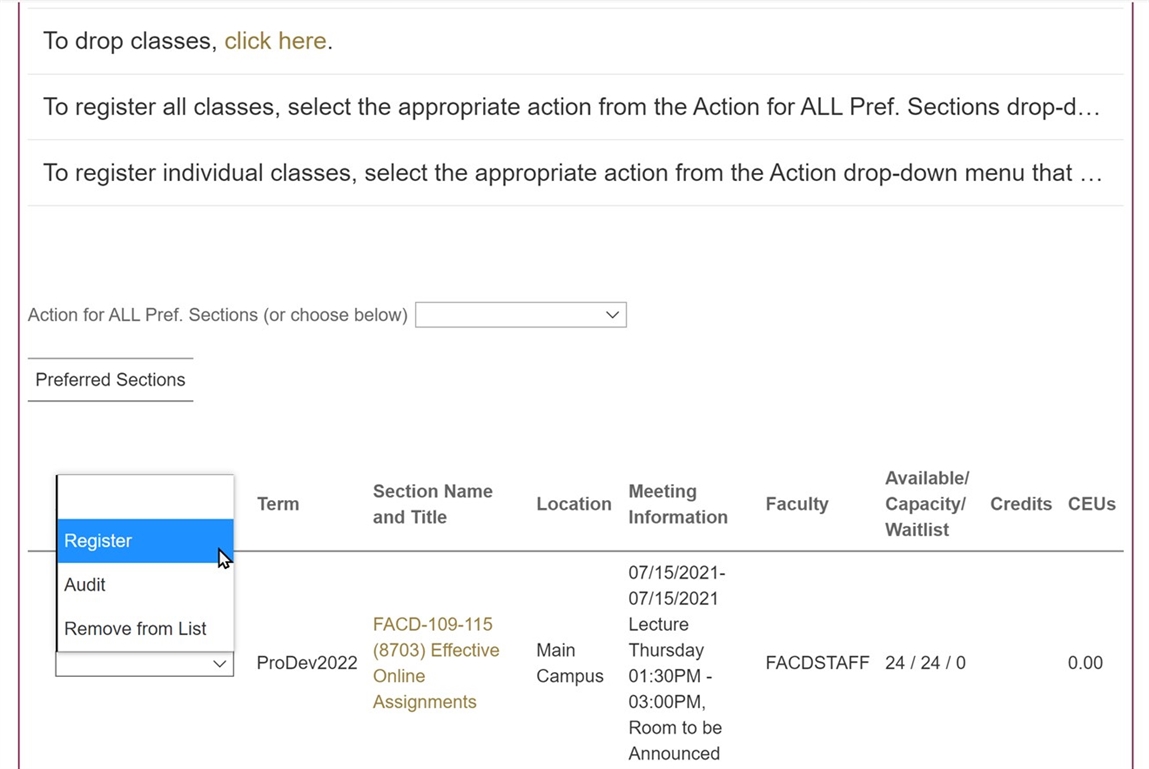 To drop classes, click here.
To register all classes, select the appropriate action from the Action for ALL Pref. Sections drop-d...
To register individual classes, select the appropriate action from the Action drop-down menu that ...
Action for ALL Pref. Sections (or choose below)
Preferred Sections
Register
Audit
Remove from List
Term
Section Name
and Title
Location
Meeting
Information
Faculty
Available/
Capacity/
Waitlist
Credits
CEUs
ProDev2022
FACD-109-115
(8703) Effective
Online
Assignments
Main
Campus
07/15/2021-
07/15/2021
Lecture
Thursday
01:30PM -
03:00PM,
Room to be
Announced
FACDSTAFF
24 / 24 / 0
0.00